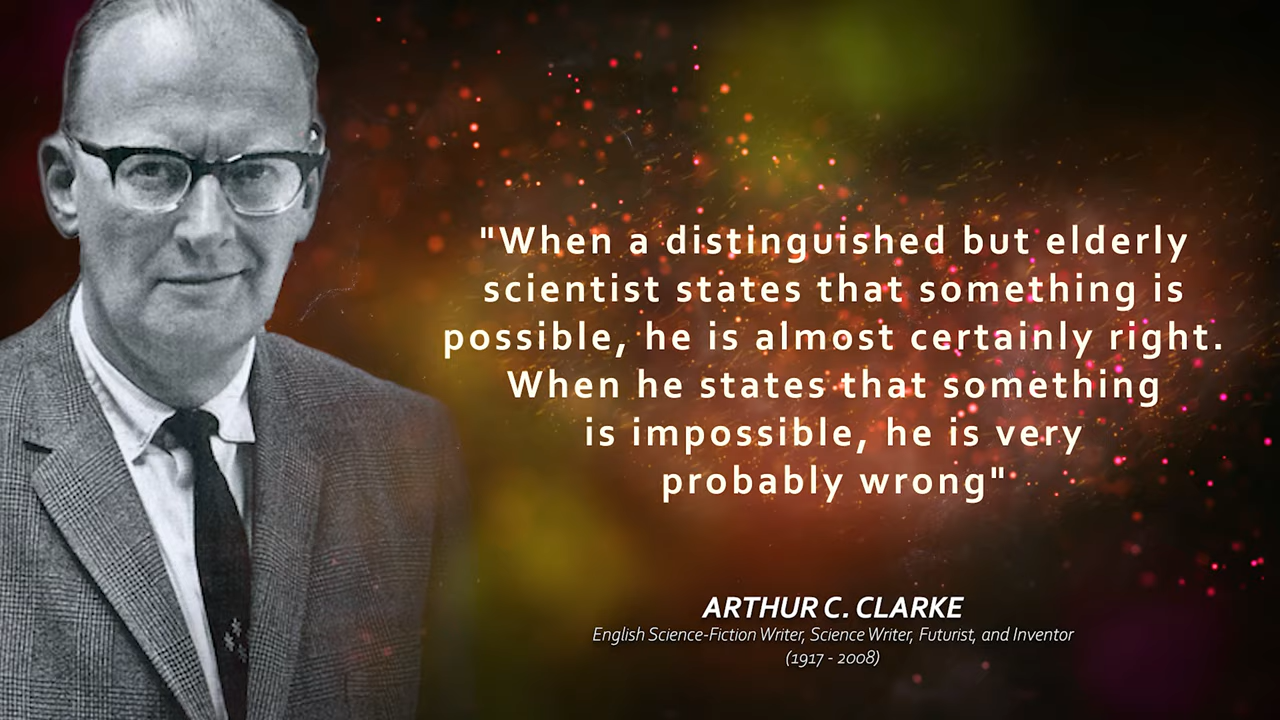 "When a distinguished but elderly
scientist states that something is
possible, he is almost certainly right.
When he states that something
is impossible, he is very
probably wrong"
ARTHUR C. CLARKE
English Science-Fiction Writer, Science Writer, Futurist, and Inventor
(1917 - 2008)